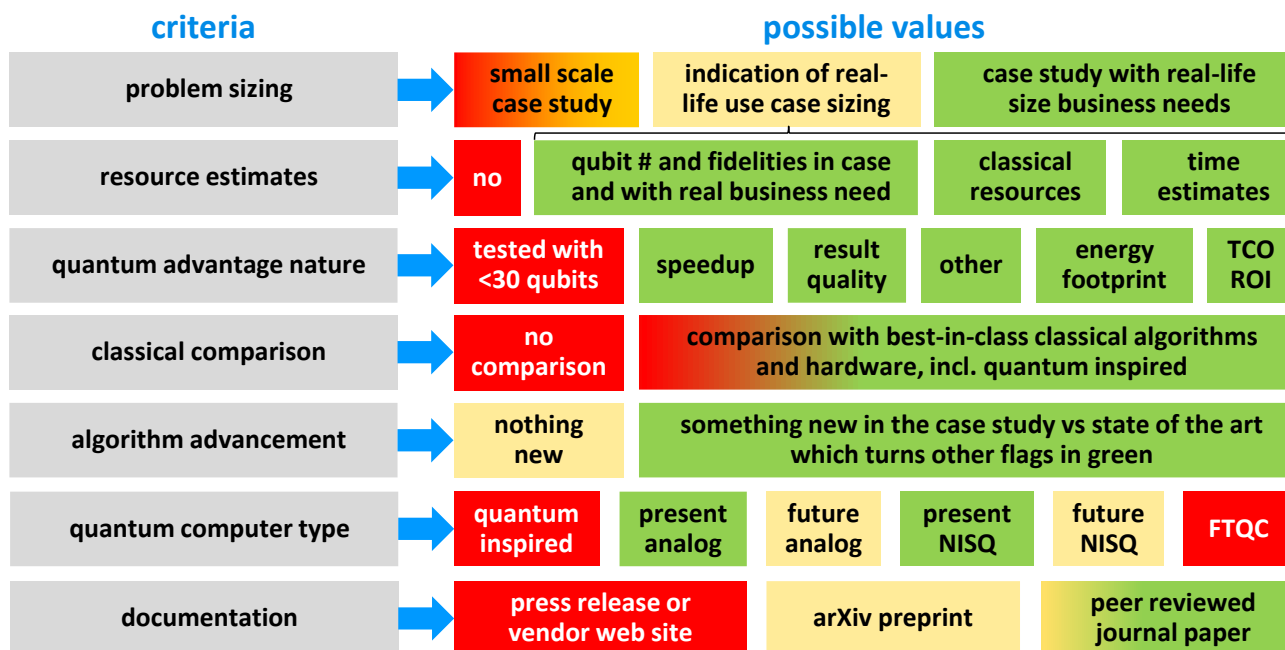 criteria
possible values
problem sizing
small scale
case study
indication of real-
life use case sizing
case study with real-life
size business needs
resource estimates
no
qubit # and fidelities in case
and with real business need
classical
resources
time
estimates
quantum advantage nature
tested with
<30 qubits
speedup
result
quality
other
energy
footprint
TCO
ROI
classical comparison
no
comparison
comparison with best-in-class classical algorithms
and hardware, incl. quantum inspired
algorithm advancement
nothing
new
something new in the case study vs state of the art
which turns other flags in green
quantum computer type
quantum
inspired
present
analog
future
analog
present
NISQ
future
NISQ
FTQC
documentation
press release or
vendor web site
arXiv preprint
peer reviewed
journal paper